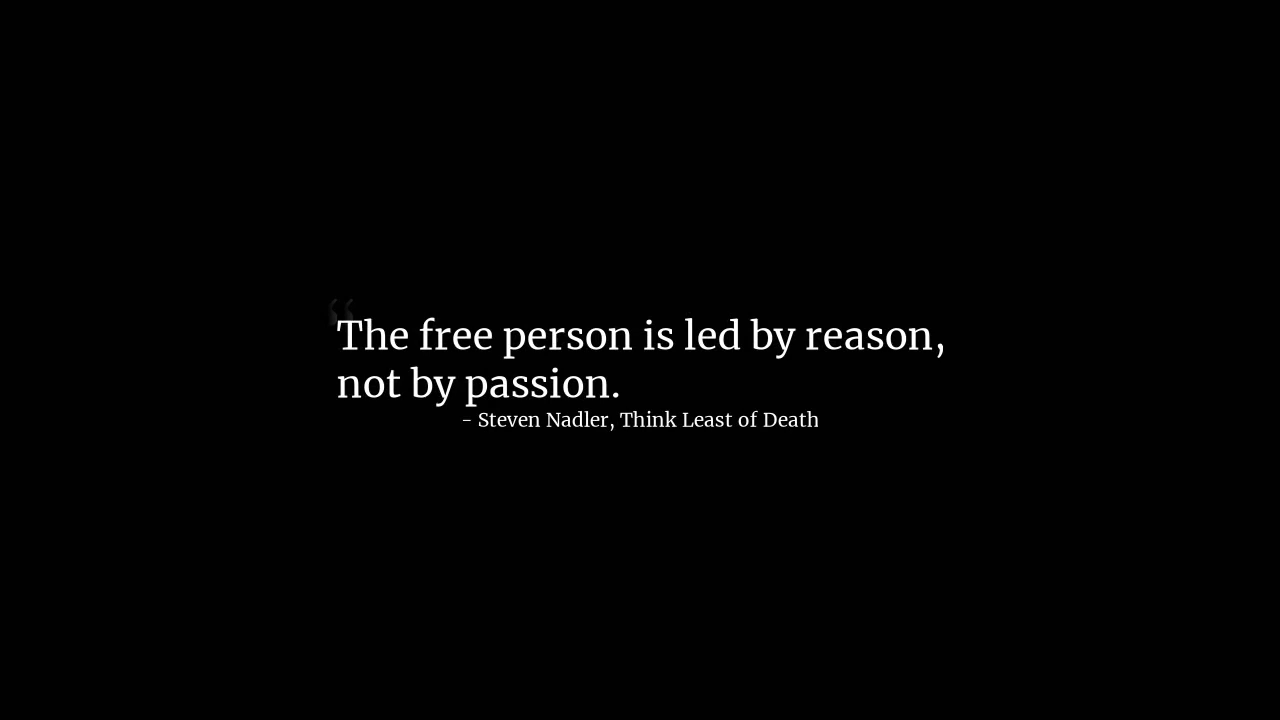 “
The free person is led by reason,
not by passion.
- Steven Nadler, Think Least of Death